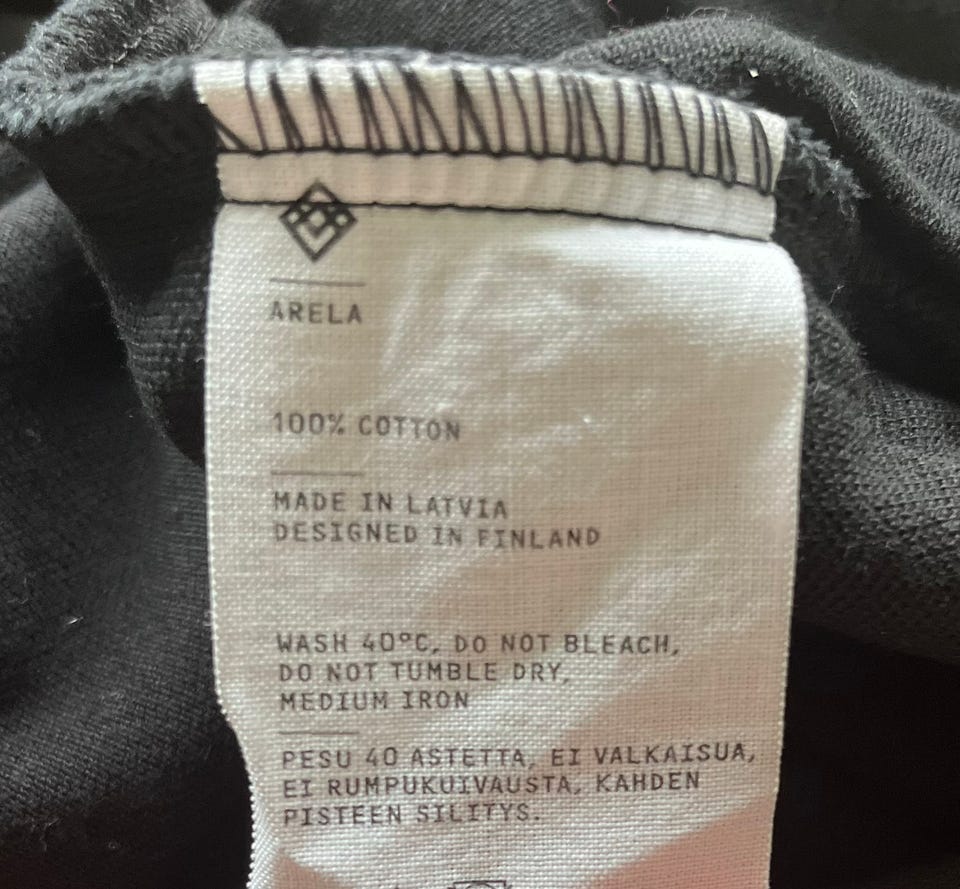 ARELA
100% COTTON
MADE IN LATVIA
DESIGNED IN FINLAND
WASH 40°C, DO NOT BLEACH,
DO NOT TUMBLE DRY,
MEDIUM IRON
PESU 40 ASTETTA, EI VALKAISUA,
EI RUMPUKUIVAUSTA, KAHDEN
PISTEEN SILITYS.